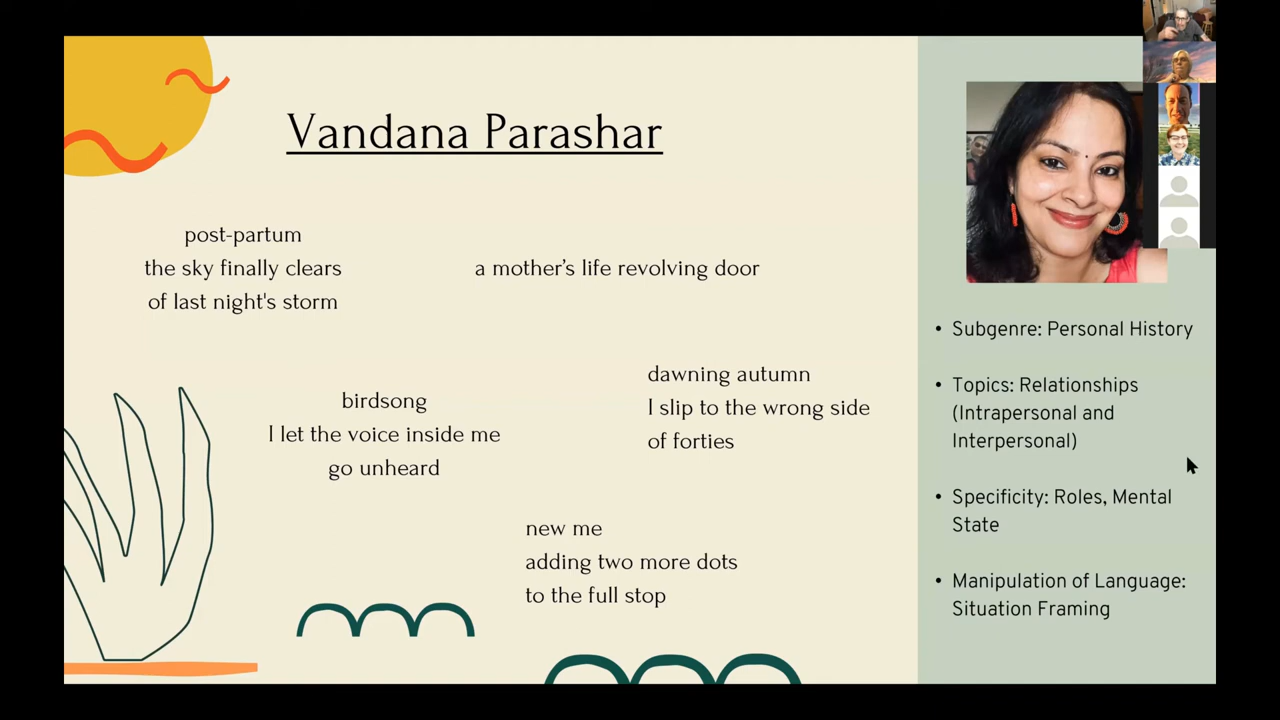 Vandana Parashar
post-partum
the sky finally clears
of last night's storm
a mother’s life revolving door
birdsong
I let the voice inside me
go unheard
dawning autumn
I slip to the wrong side
of forties
new me
adding two more dots
to the full stop
• Subgenre: Personal History
• Topics: Relationships
(Intrapersonal and
Interpersonal)
• Specificity: Roles, Mental
State
• Manipulation of Language:
Situation Framing